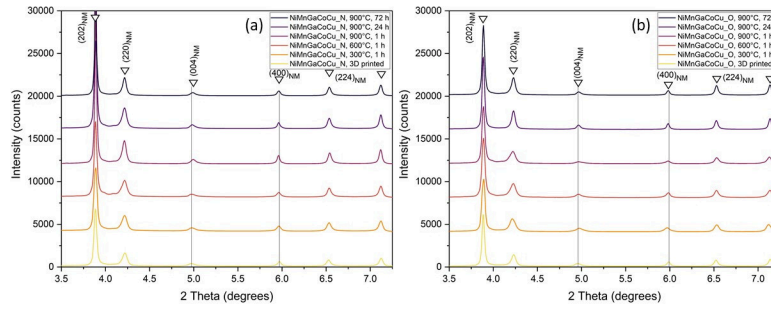 (a)
NiMnGaCoCu_N, 900°C, 72 h
NiMnGaCoCu_N, 900°C, 24 h
NiMnGaCoCu_N, 900°C, 1 h
NiMnGaCoCu_N, 600°C, 1 h
NiMnGaCoCu_N, 300°C, 1 h
NiMnGaCoCu_N, 3D printed
(202)NM
(220)NM
(004)NM
(400)NM
(224)NM
Intensity (counts)
30000
25000
20000
15000
10000
5000
0
3.5 4.0 4.5 5.0 5.5 6.0 6.5 7.0
2 Theta (degrees)
(b)
NiMnGaCoCu_O, 900°C, 72
NiMnGaCoCu_O, 900°C, 24
NiMnGaCoCu_O, 900°C, 1 h
NiMnGaCoCu_O, 600°C, 1 h
NiMnGaCoCu_O, 300°C, 1 h
NiMnGaCoCu_O, 3D printed
(202)NM
(220)NM
(004)NM
(400)NM
(224)NM
Intensity (counts)
30000
25000
20000
15000
10000
5000
0
3.5 4.0 4.5 5.0 5.5 6.0 6.5 7.0
2 Theta (degrees)